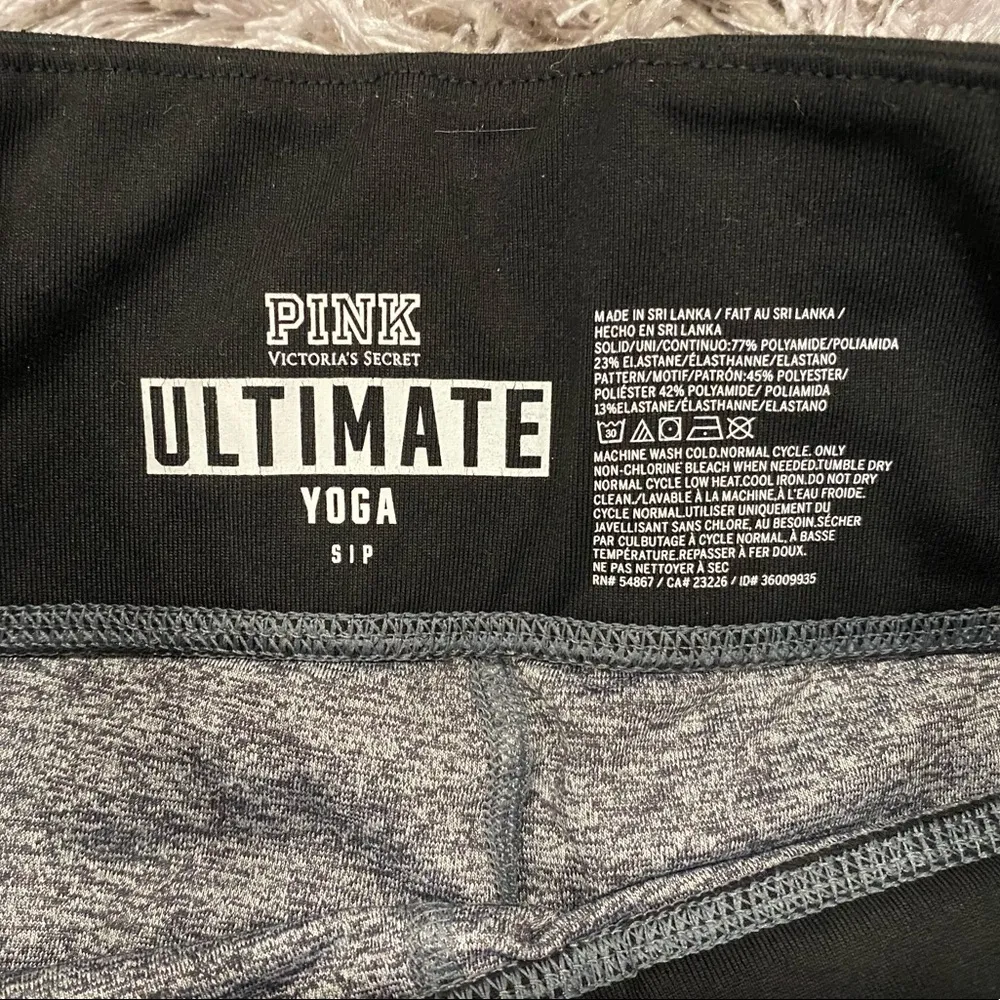 PINK
VICTORIA'S SECRET
ULTIMATE
YOGA
S | P
MADE IN SRI LANKA / FAIT AU SRI LANKA /
HECHO EN SRI LANKA
SOLID/UNI/CONTINUO:77% POLYAMIDE/POLIAMIDA
23% ELASTANE/ÉLASTHANNE/ELASTANO
PATTERN/MOTIF/PATRÓN:45% POLYESTER/
POLIÉSTER 42% POLYAMIDE/ POLIAMIDA
13%ELASTANE/ÉLASTHANNE/ELASTANO
30
MACHINE WASH COLD.NORMAL CYCLE. ONLY
NON-CHLORINE BLEACH WHEN NEEDED.TUMBLE DRY
NORMAL CYCLE LOW HEAT.COOL IRON.DO NOT DRY
CLEAN./LAVABLE À LA MACHINE,À L'EAU FROIDE.
CYCLE NORMAL.UTILISER UNIQUEMENT DU
JAVELLISANT SANS CHLORE, AU BESOIN.SÉCHER
PAR CULBUTAGE À CYCLE NORMAL, À BASSE
TEMPÉRATURE.REPASSER À FER DOUX.
NE PAS NETTOYER À SEC
RN# 54867 / CA# 23226 / ID# 36009935